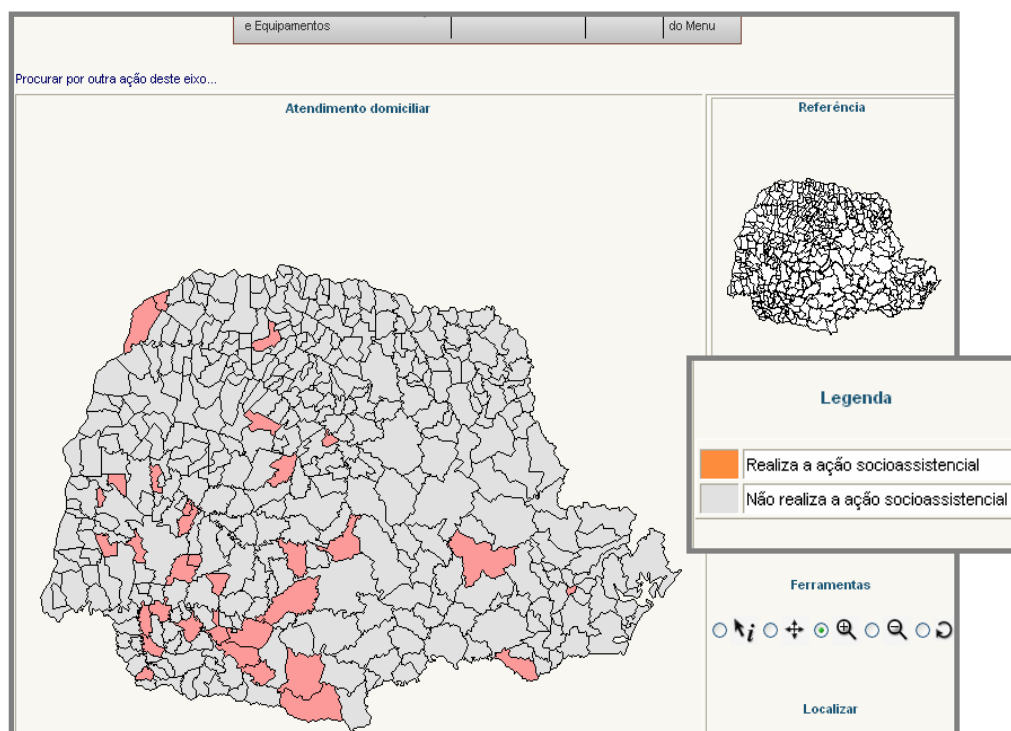 e Equipamentos
do Menu
Procurar por outra ação deste eixo...
Atendimento domiciliar
Referência
Legenda
Realiza a ação socioassistencial
Não realiza a ação socioassistencial
Ferramentas
i
Localizar